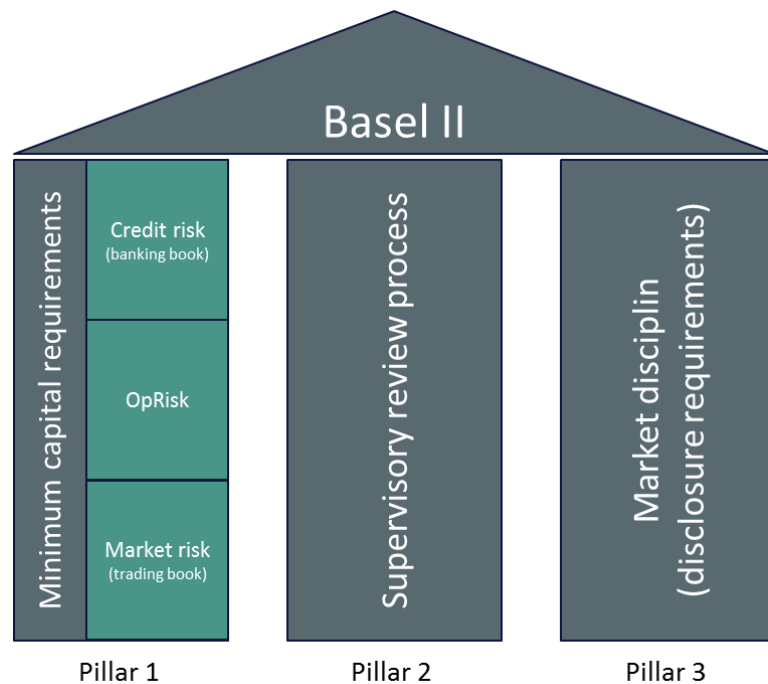 Basel II
Minimum capital requirements
Credit risk
(banking book)
OpRisk
Market risk
(trading book)
Supervisory review process
Market disciplin
(disclosure requirements)
Pillar 1
Pillar 2
Pillar 3